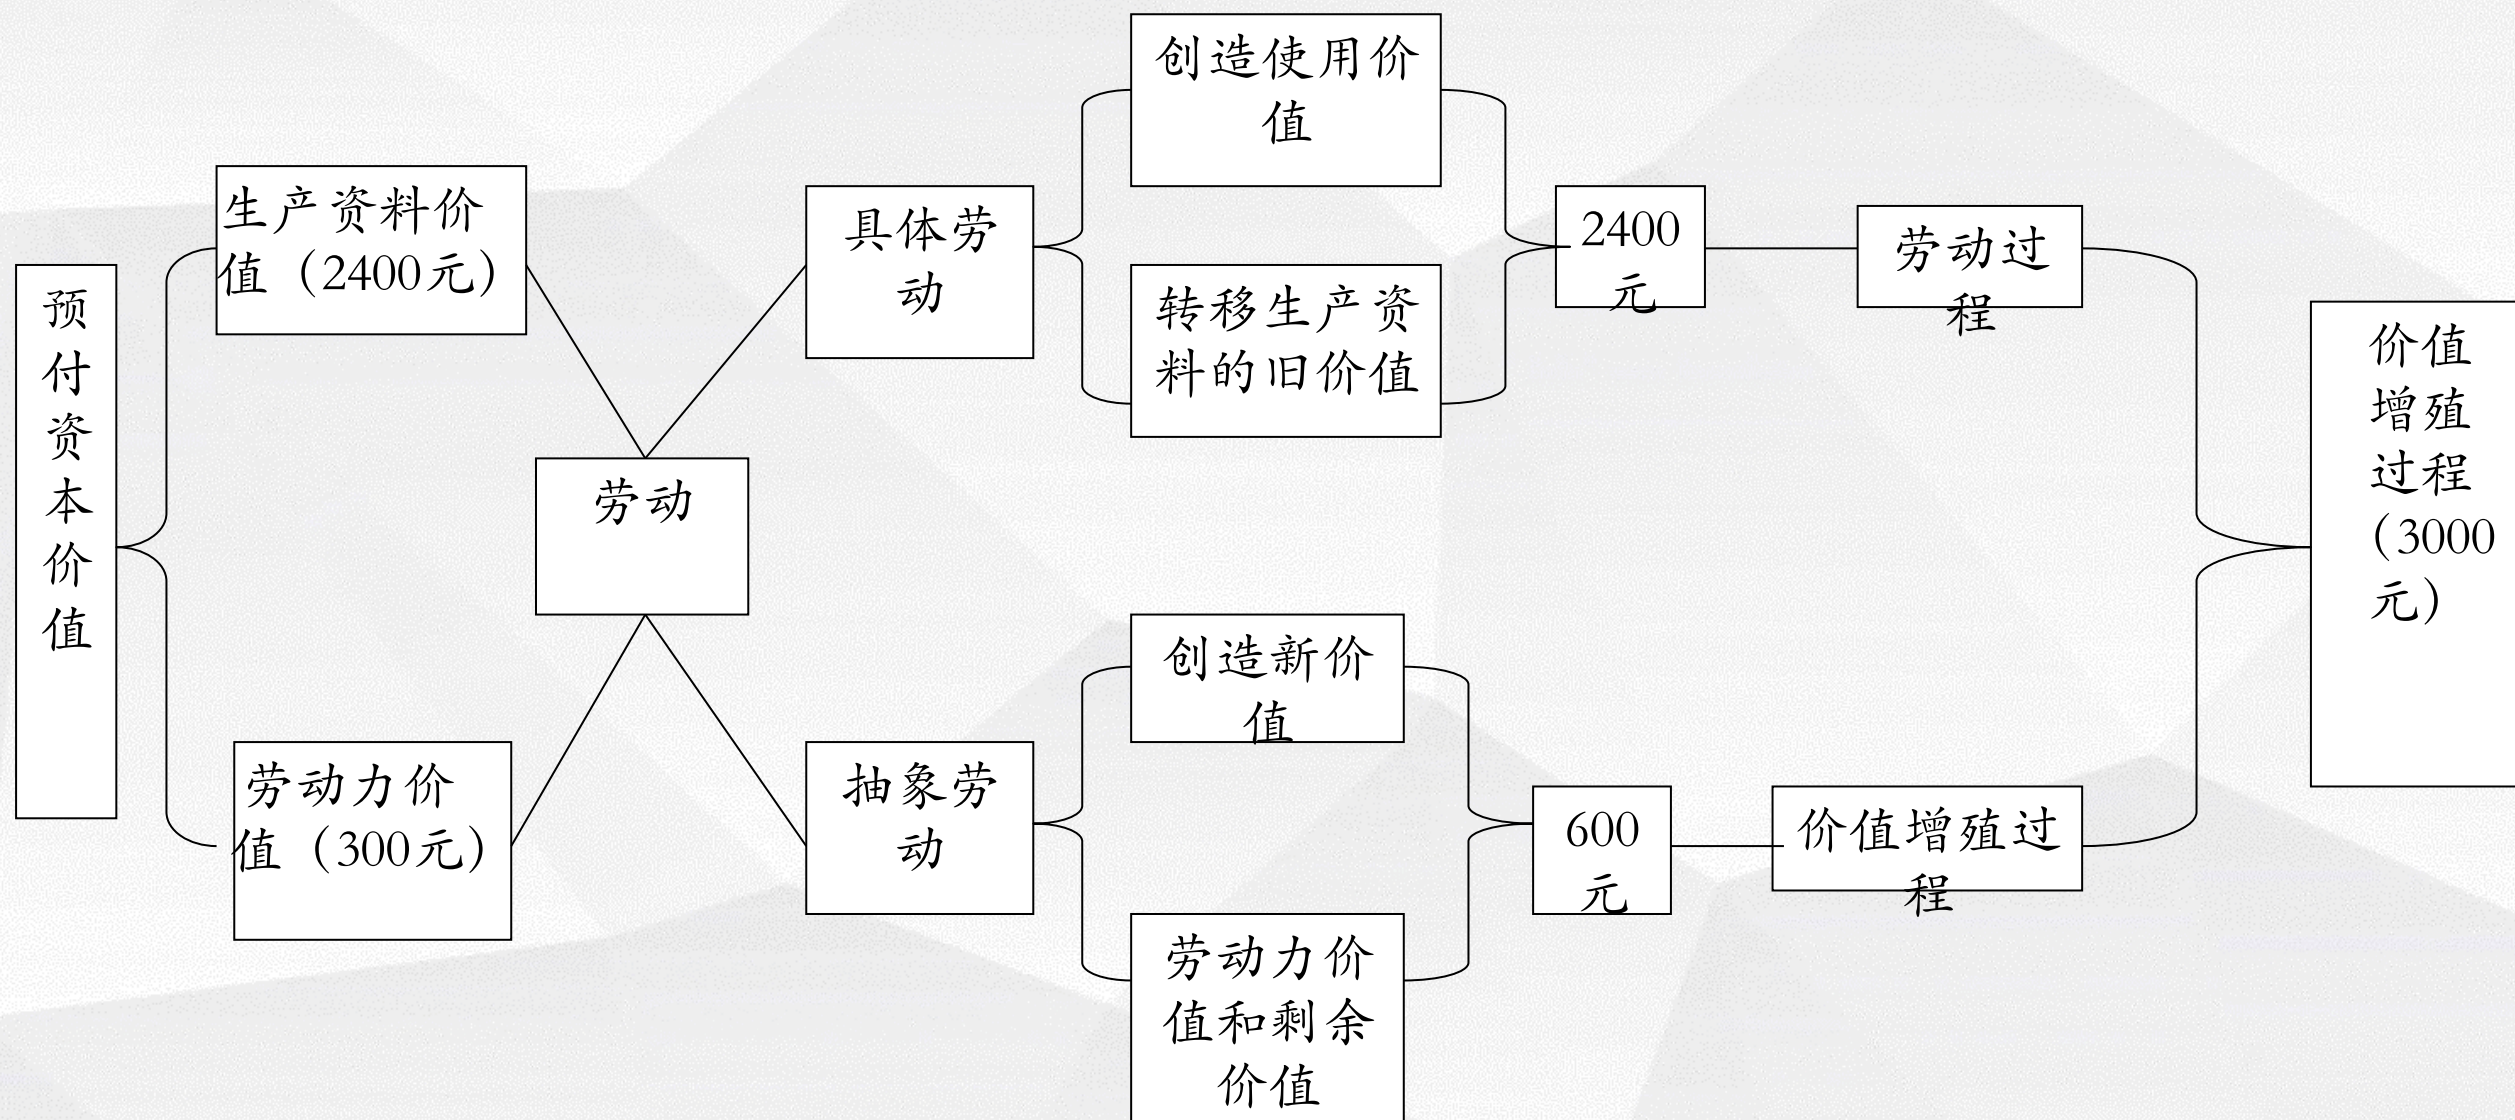 预
付
资
本
价
值
生产资料价
值（2400元）
劳动力价
值（300元）
劳动
具体劳
动
抽象劳
动
创造使用价
值
转移生产资
料的旧价值
创造新价
值
劳动力价
值和剩余
价值
2400
元
600
元
劳动过
程
价值增殖过
程
价值
增殖
过程
（3000
元）